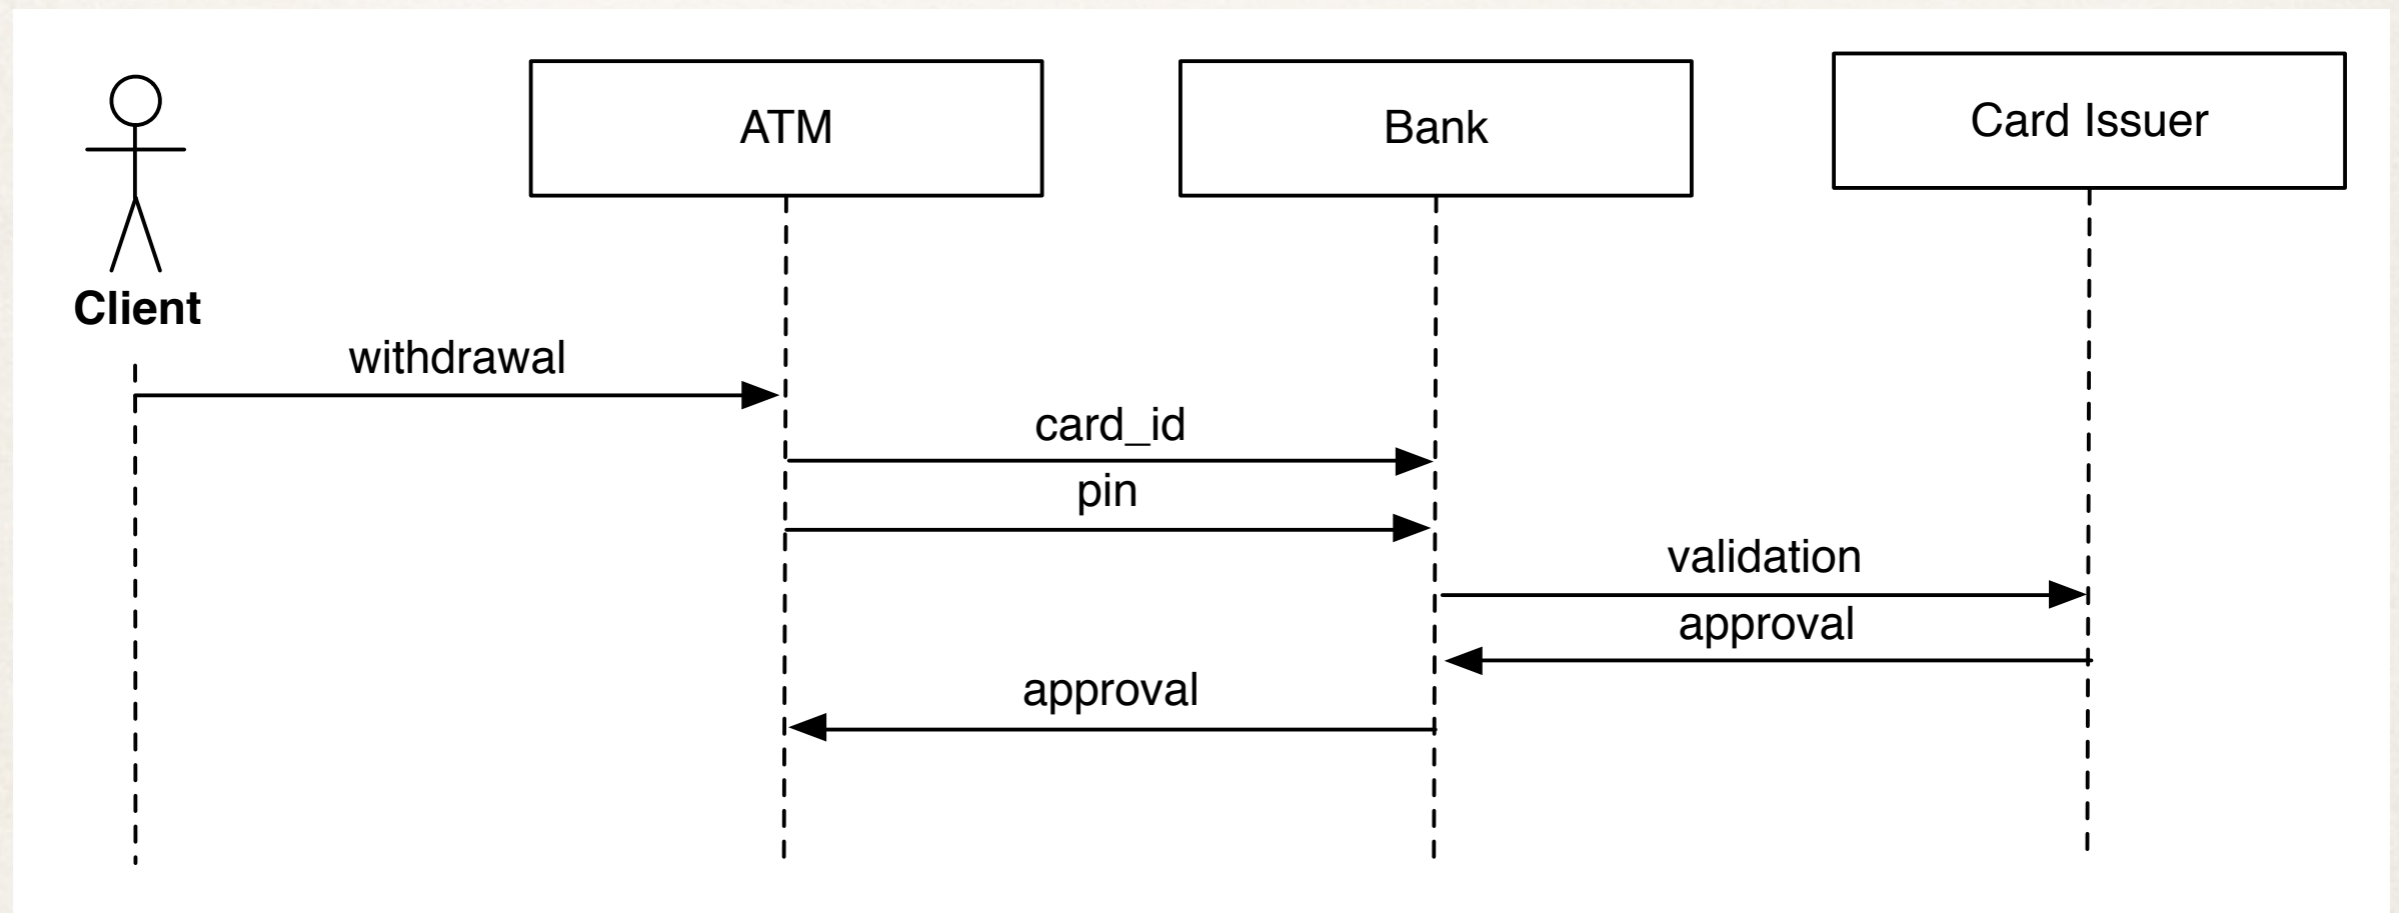 ATM
Bank
Card Issuer
Client
withdrawal
card_id
pin
validation
approval
approval